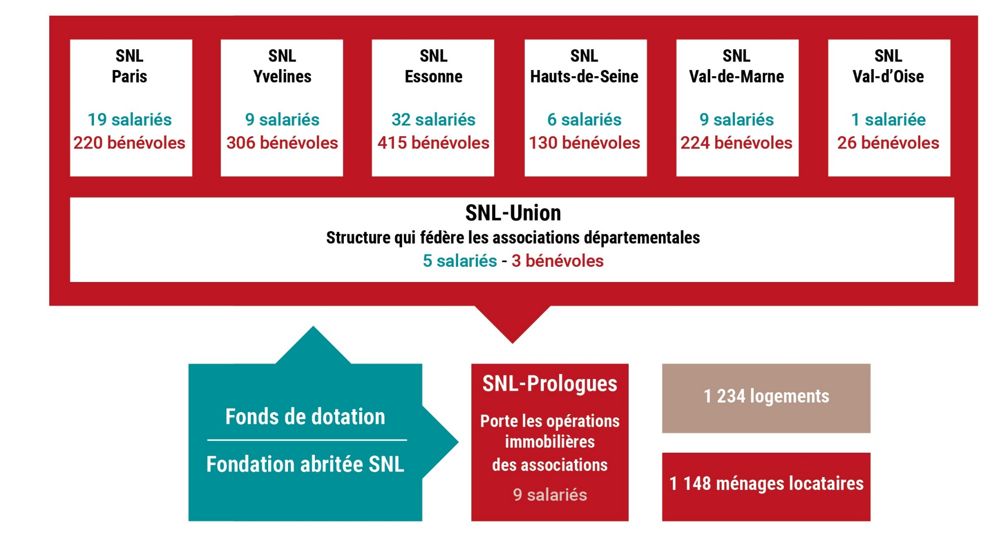 SNL
Paris
19 salariés
220 bénévoles
SNL
Yvelines
9 salariés
306 bénévoles
SNL
Essonne
32 salariés
415 bénévoles
SNL
Hauts-de-Seine
6 salariés
130 bénévoles
SNL
Val-de-Marne
9 salariés
224 bénévoles
SNL
Val-d’Oise
1 salariée
26 bénévoles
SNL-Union
Structure qui fédère les associations départementales
5 salariés - 3 bénévoles
Fonds de dotation
Fondation abritée SNL
SNL-Prologues
Porte les opérations
immobilières
des associations
9 salariés
1 234 logements
1 148 ménages locataires